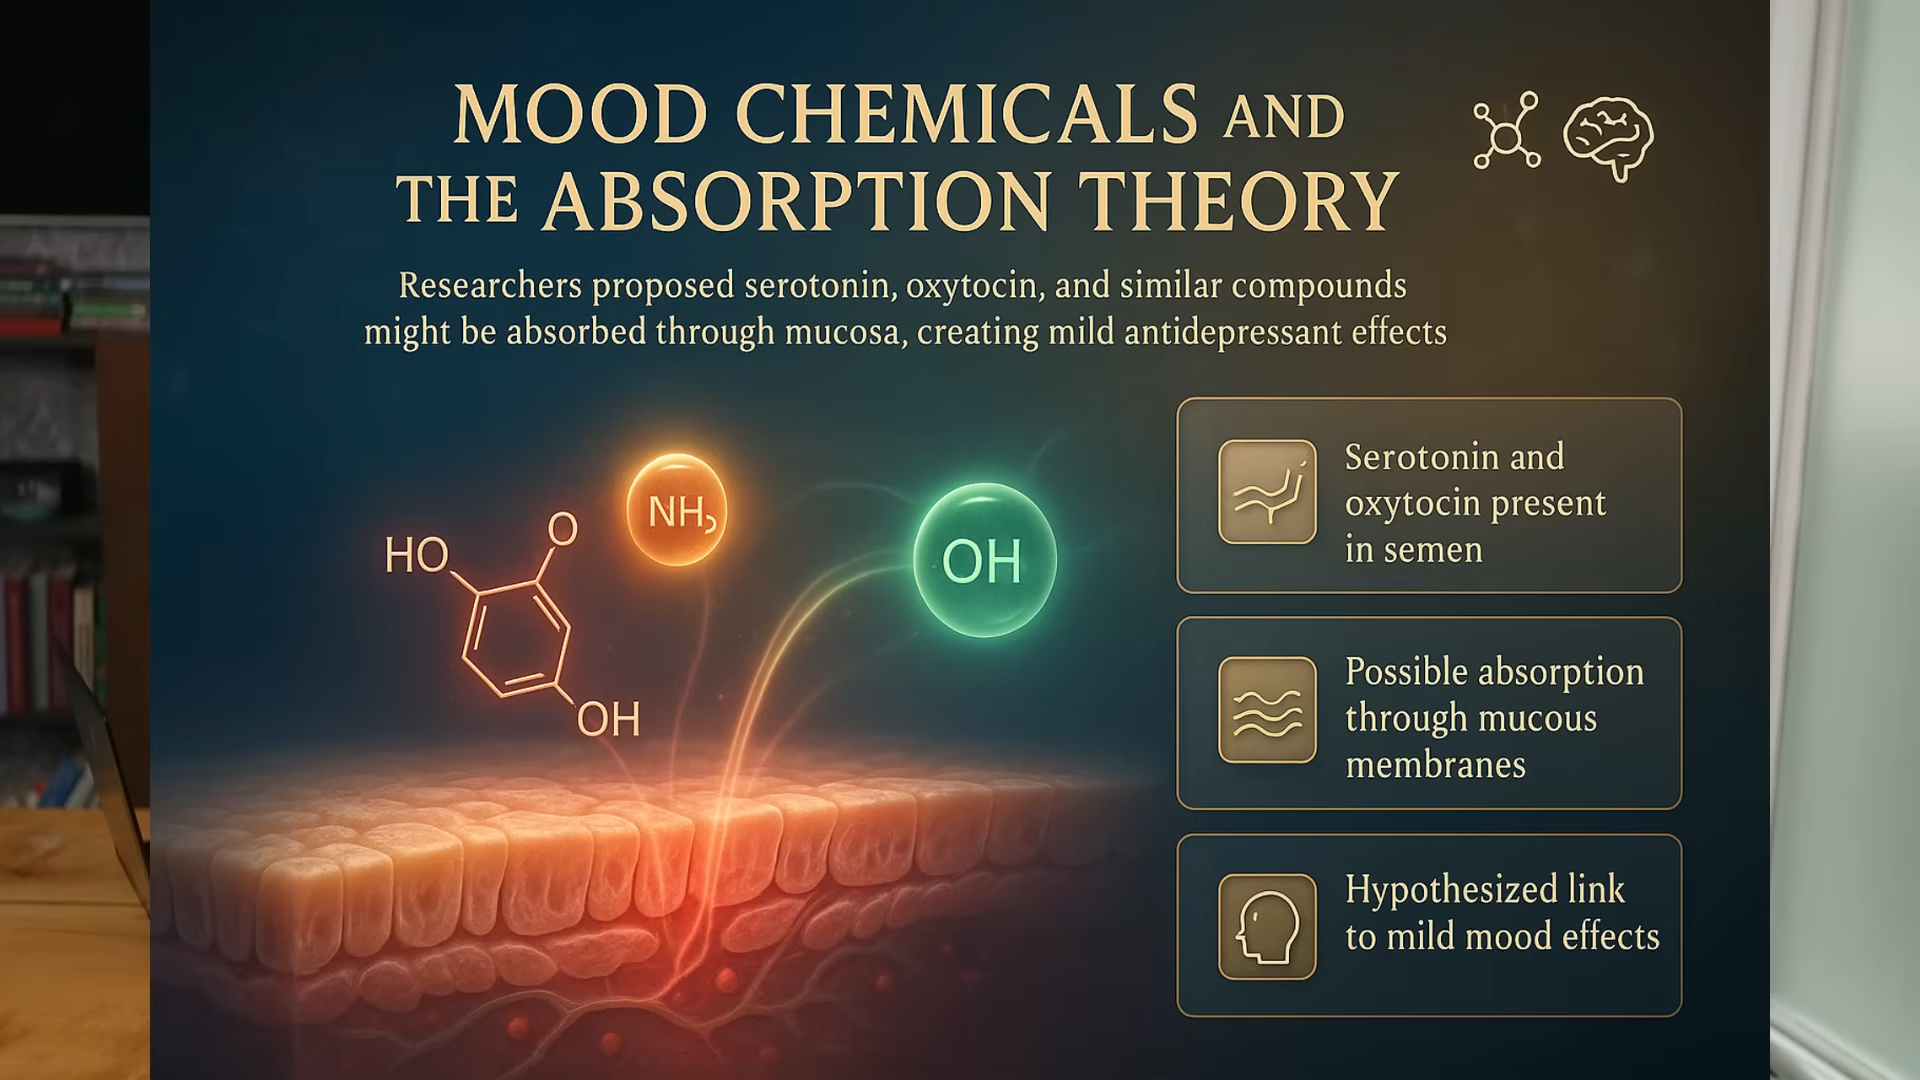 MOOD CHEMICALS AND
THE ABSORPTION THEORY
Researchers proposed serotonin, oxytocin, and similar compounds
might be absorbed through mucosa, creating mild antidepressant effects
HO
O
NH₂
OH
OH
Serotonin and
oxytocin present
in semen
Possible absorption
through mucous
membranes
Hypothesized link
to mild mood effects